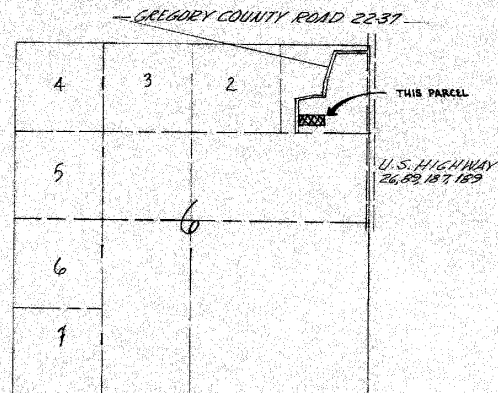 GREGORY COUNTY ROAD 22-37
4 3 2
THIS PARCEL
5
U.S. HIGHWAY
26, 89, 187, 189
6
6
7